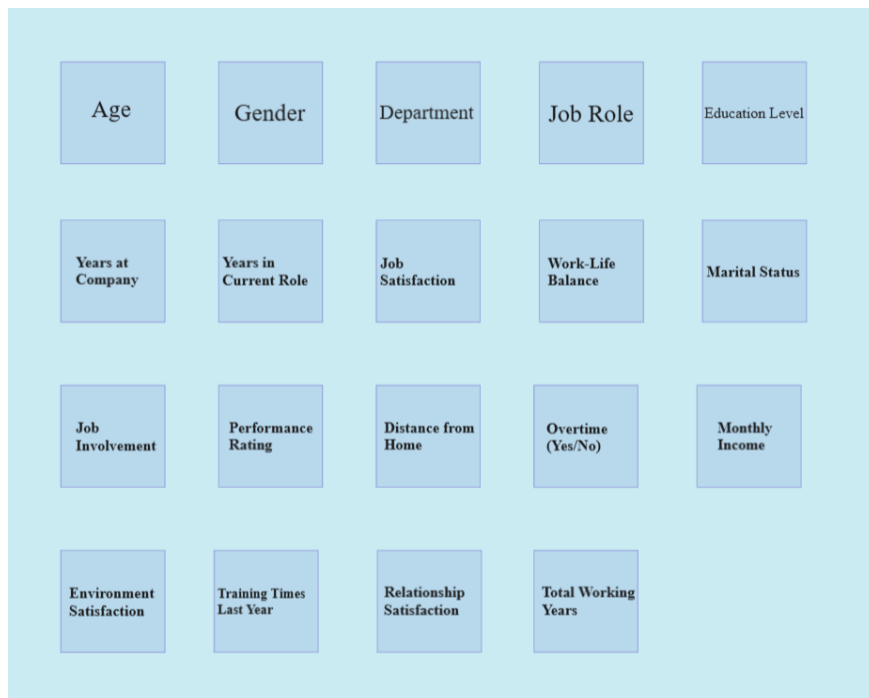 Age
Gender
Department
Job Role
Education Level
Years at
Company
Years in
Current Role
Job
Satisfaction
Work-Life
Balance
Marital Status
Job
Involvement
Performance
Rating
Distance from
Home
Overtime
(Yes/No)
Monthly
Income
Environment
Satisfaction
Training Times
Last Year
Relationship
Satisfaction
Total Working
Years